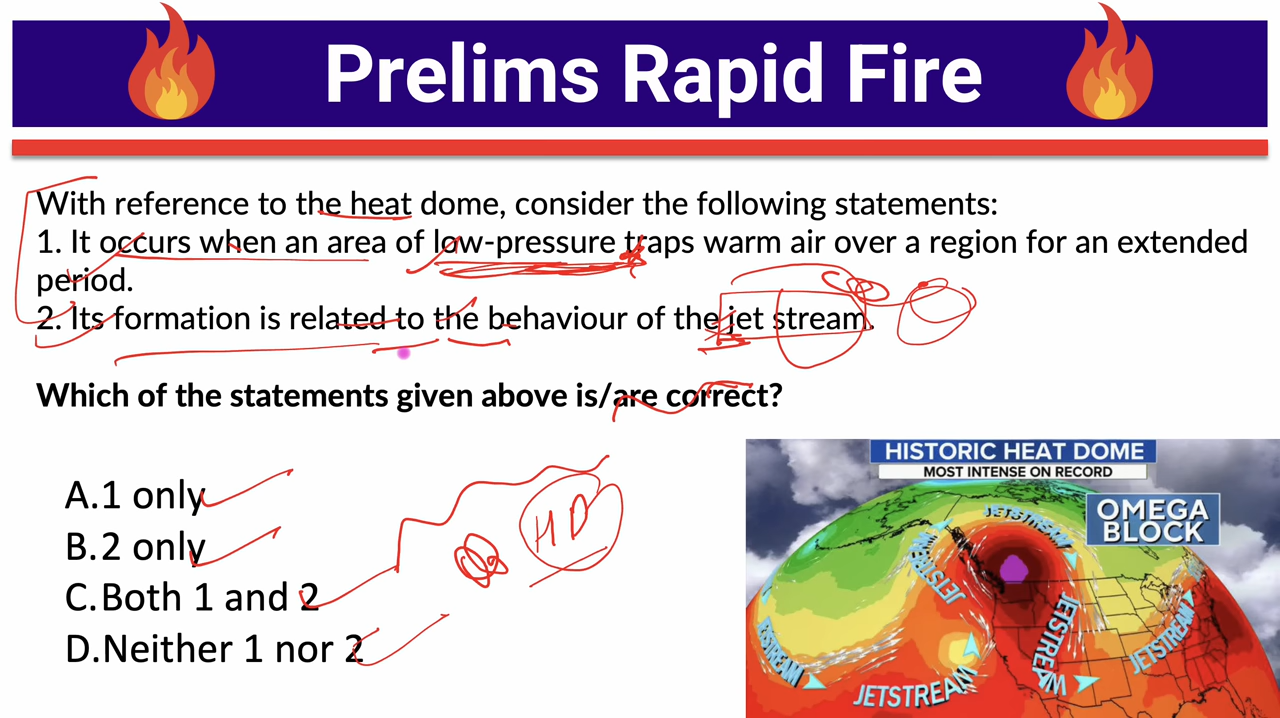 Prelims Rapid Fire
With reference to the heat dome, consider the following statements:
1. It occurs when an area of low-pressure traps warm air over a region for an extended
period.
2. Its formation is related to the behaviour of the jet stream.
Which of the statements given above is/are correct?
A.1 only
B.2 only
C.Both 1 and 2
D.Neither 1 nor 2
HD
HISTORIC HEAT DOME
MOST INTENSE ON RECORD
OMEGA
BLOCK
JETSTREAM
JETSTREAM
JETSTREAM
JETSTREAM
JETSTREAM